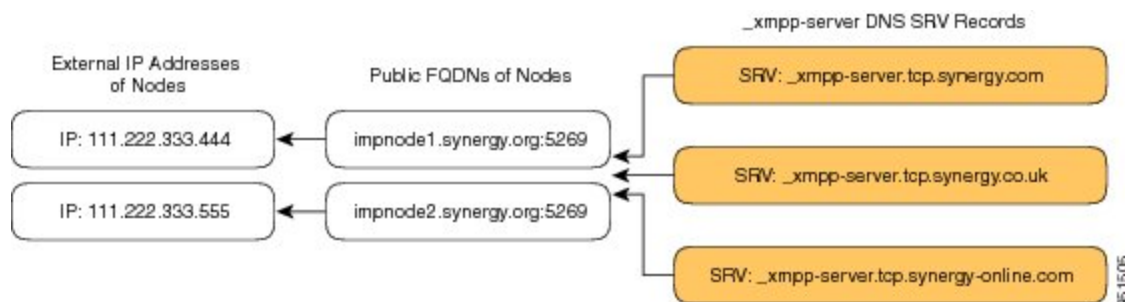 _xmpp-server DNS SRV Records
External IP Addresses
of Nodes
Public FQDNs of Nodes
SRV: _xmpp-server.tcp.synergy.com
IP: 111.222.333.444
impnode1.synergy.org:5269
SRV: _xmpp-server.tcp.synergy.co.uk
IP: 111.222.333.555
impnode2.synergy.org:5269
SRV: _xmpp-server.tcp.synergy-online.com